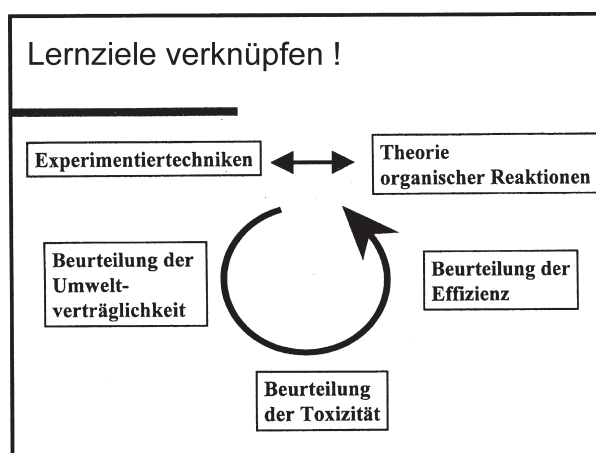 Lernziele verknüpfen !
Experimentiertechniken
Theorie
organischer Reaktionen
Beurteilung der
Umwelt-
verträglichkeit
Beurteilung der
Effizienz
Beurteilung
der Toxizität